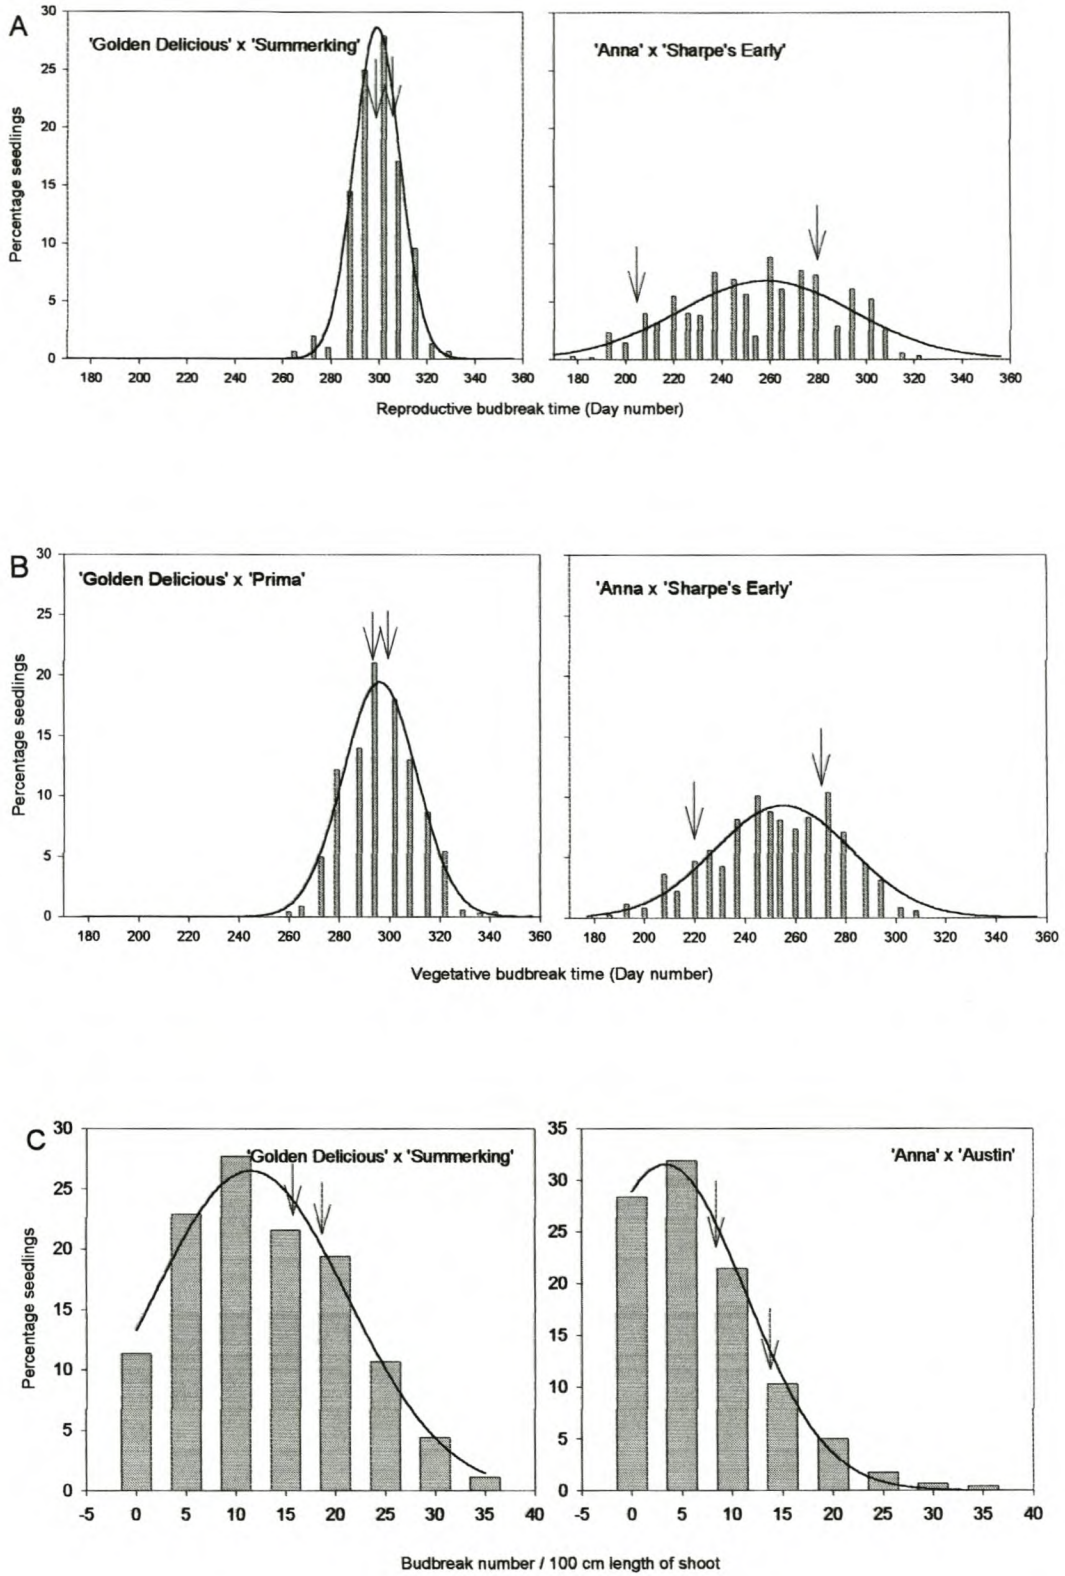 A
'Golden Delicious' x 'Summerking'
'Anna' x 'Sharpe's Early'
Percentage seedlings
30
25
20
15
10
5
0
180 200 220 240 260 280 300 320 340 360
180 200 220 240 260 280 300 320 340 360
Reproductive budbreak time (Day number)
B
'Golden Delicious' x 'Prima'
'Anna x 'Sharpe's Early'
Percentage seedlings
30
25
20
15
10
5
0
180 200 220 240 260 280 300 320 340 360
180 200 220 240 260 280 300 320 340 360
Vegetative budbreak time (Day number)
C
'Golden Delicious' x 'Summerking'
'Anna' x 'Austin'
Percentage seedlings
30
25
20
15
10
5
0
-5 0 5 10 15 20 25 30 35 40
35
30
25
20
15
10
5
0
-5 0 5 10 15 20 25 30 35 40
Budbreak number / 100 cm length of shoot